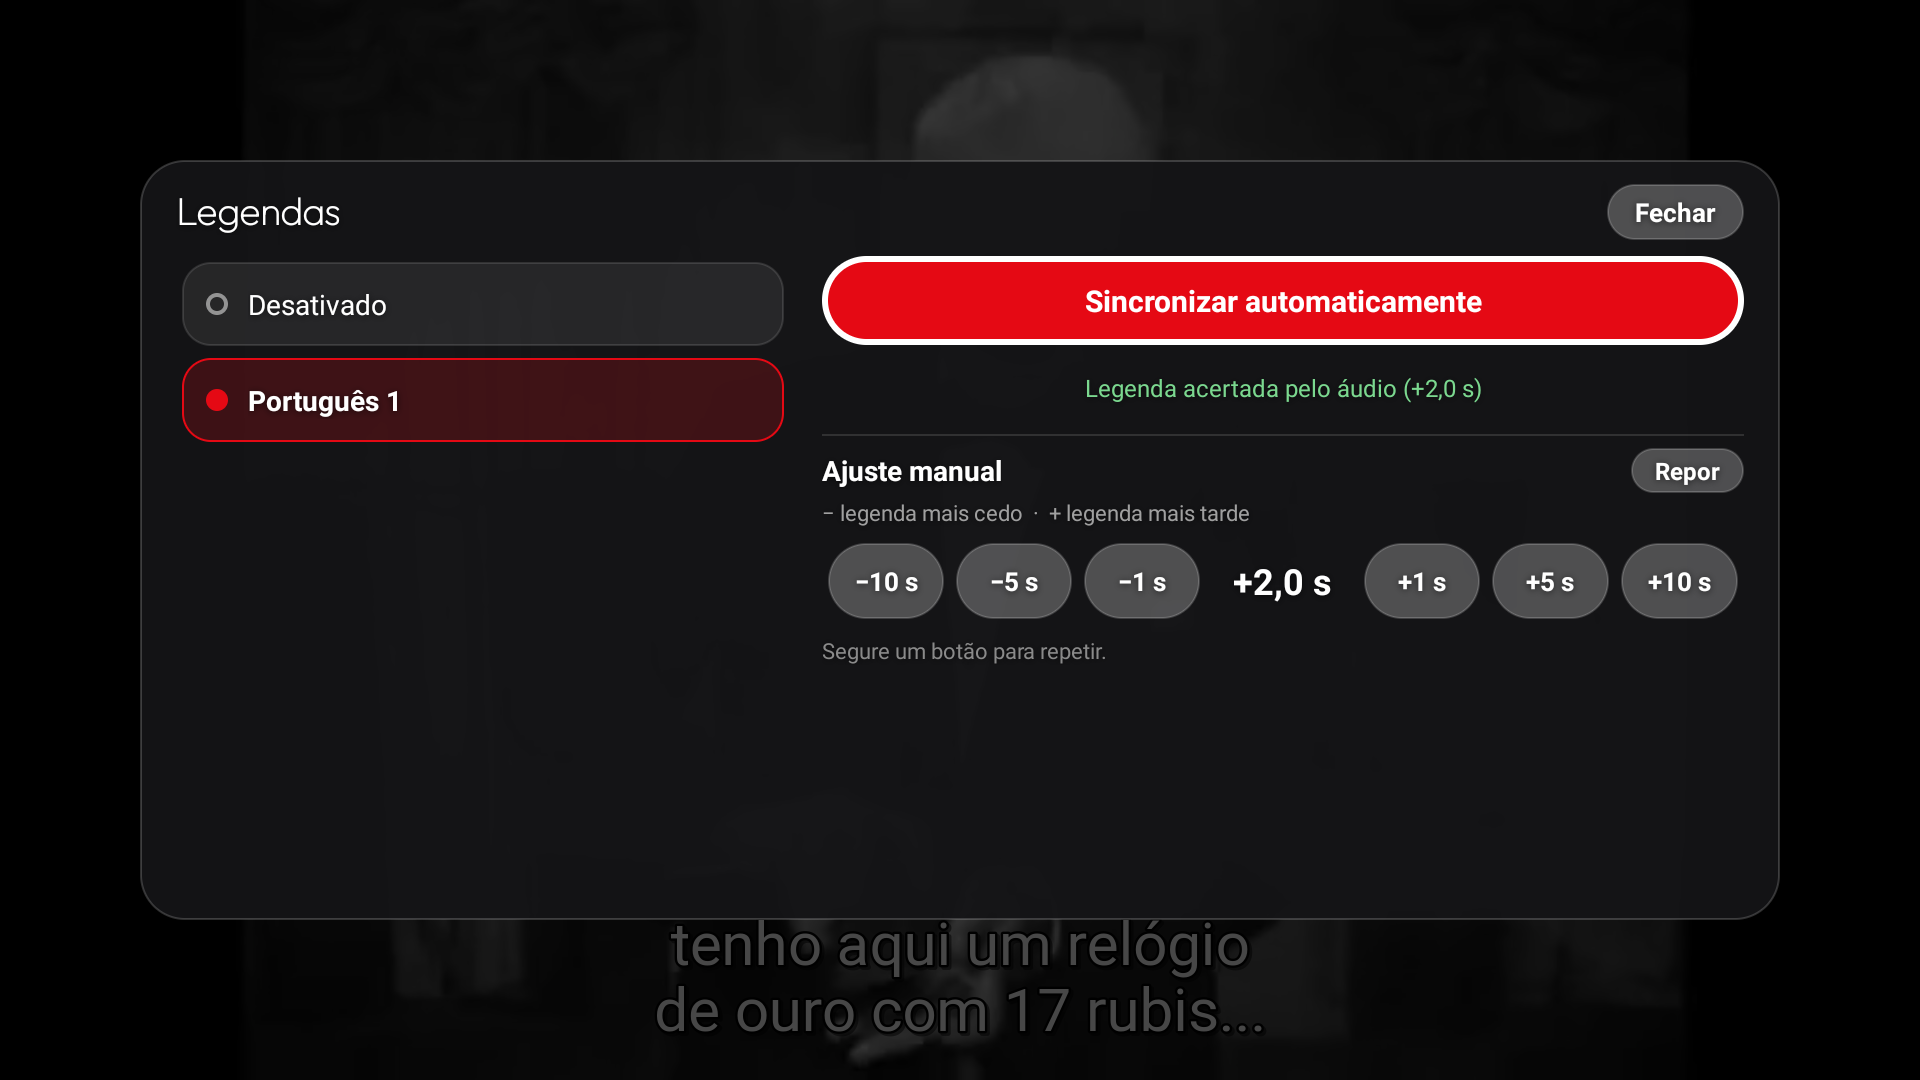 Legendas
Fechar
Desativado
Português 1
Sincronizar automaticamente
Legenda acertada pelo áudio (+2,0 s)
Ajuste manual
Repor
− legenda mais cedo · + legenda mais tarde
−10 s
−5 s
−1 s
+2,0 s
+1 s
+5 s
+10 s
Segure um botão para repetir.
tenho aqui um relógio
de ouro com 17 rubis...